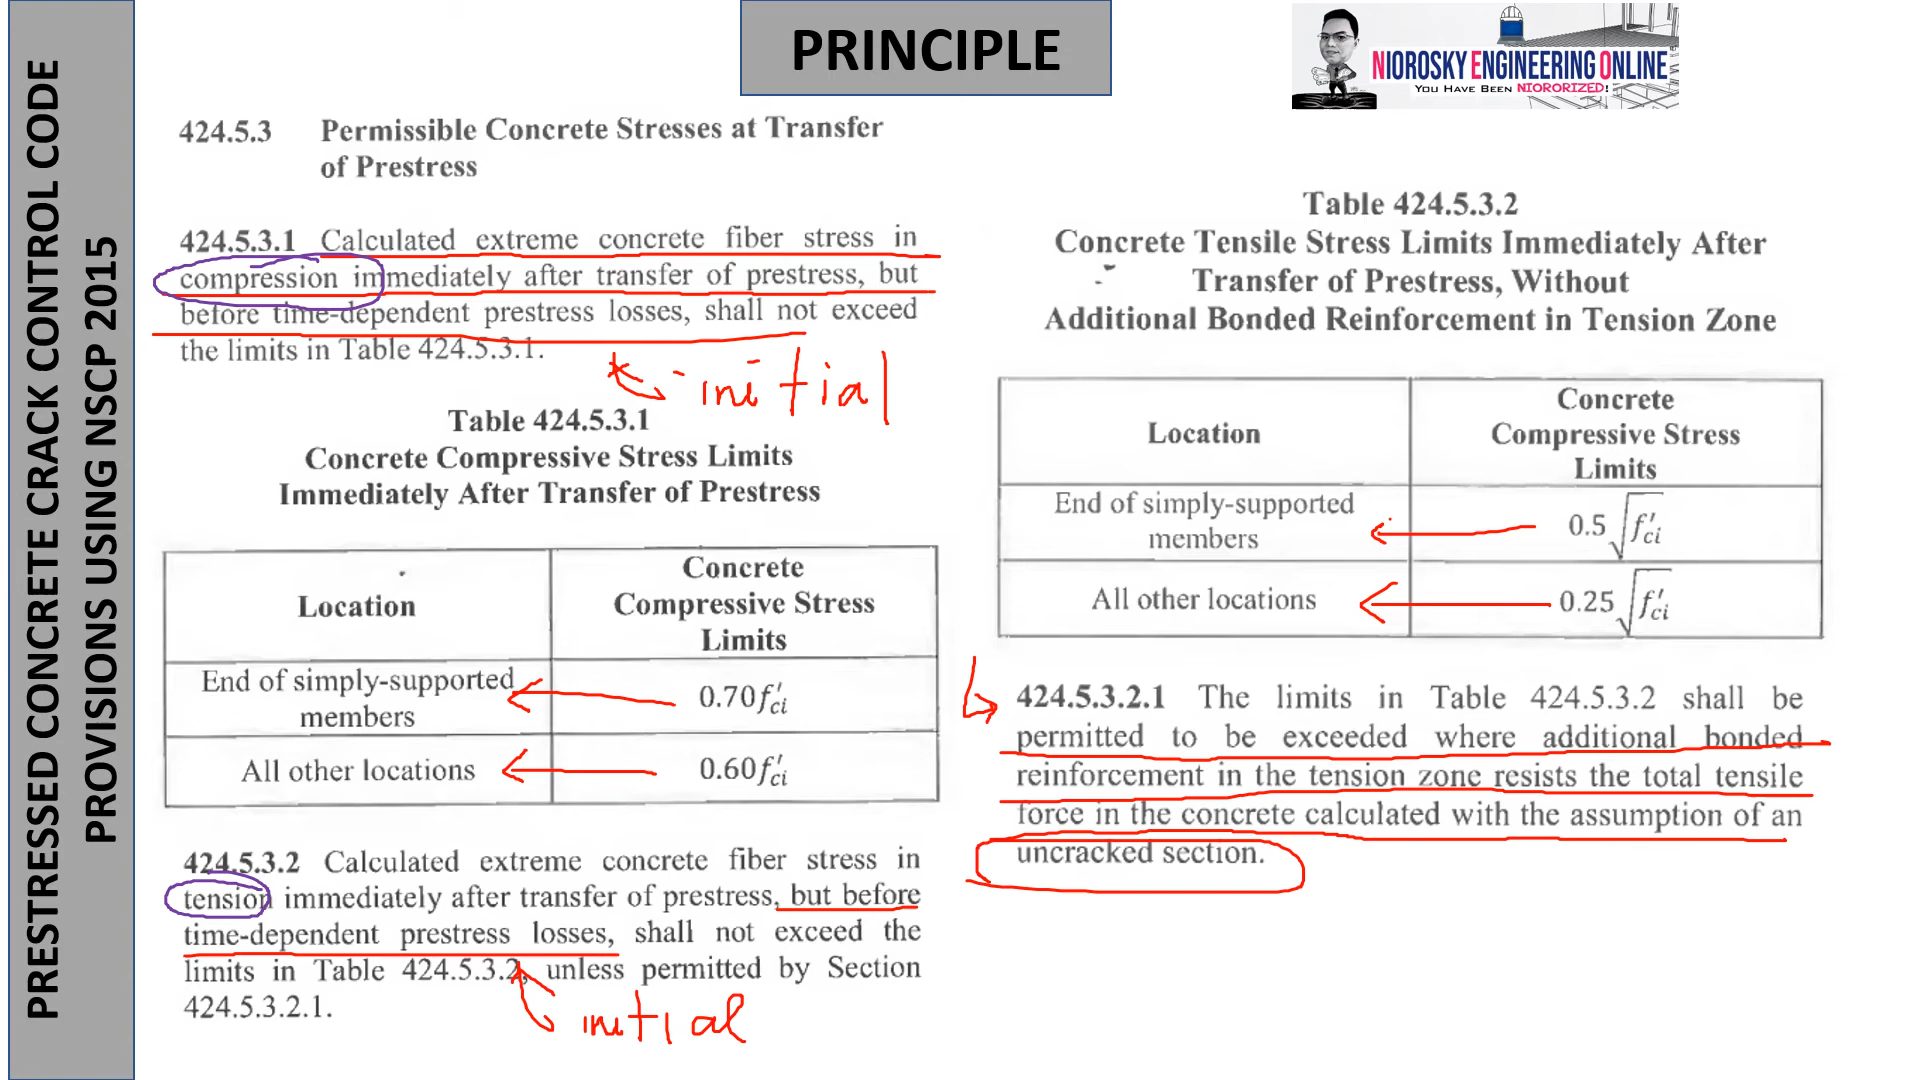 PRESTRESSED CONCRETE CRACK CONTROL CODE
PROVISIONS USING NSCP 2015
PRINCIPLE
NIOROSKY ENGINEERING ONLINE
YOU HAVE BEEN NIORORIZED!
424.5.3 Permissible Concrete Stresses at Transfer
of Prestress
424.5.3.1 Calculated extreme concrete fiber stress in
compression immediately after transfer of prestress, but
before time-dependent prestress losses, shall not exceed
the limits in Table 424.5.3.1.
initial
Table 424.5.3.1
Concrete Compressive Stress Limits
Immediately After Transfer of Prestress
Location
Concrete
Compressive Stress
Limits
End of simply-supported
members
0.70f'ci
All other locations
0.60f'ci
424.5.3.2 Calculated extreme concrete fiber stress in
tension immediately after transfer of prestress, but before
time-dependent prestress losses, shall not exceed the
limits in Table 424.5.3.2, unless permitted by Section
424.5.3.2.1.
initial
Table 424.5.3.2
Concrete Tensile Stress Limits Immediately After
Transfer of Prestress, Without
Additional Bonded Reinforcement in Tension Zone
Location
Concrete
Compressive Stress
Limits
End of simply-supported
members
0.5 √f'ci
All other locations
0.25 √f'ci
424.5.3.2.1 The limits in Table 424.5.3.2 shall be
permitted to be exceeded where additional bonded
reinforcement in the tension zone resists the total tensile
force in the concrete calculated with the assumption of an
uncracked section.